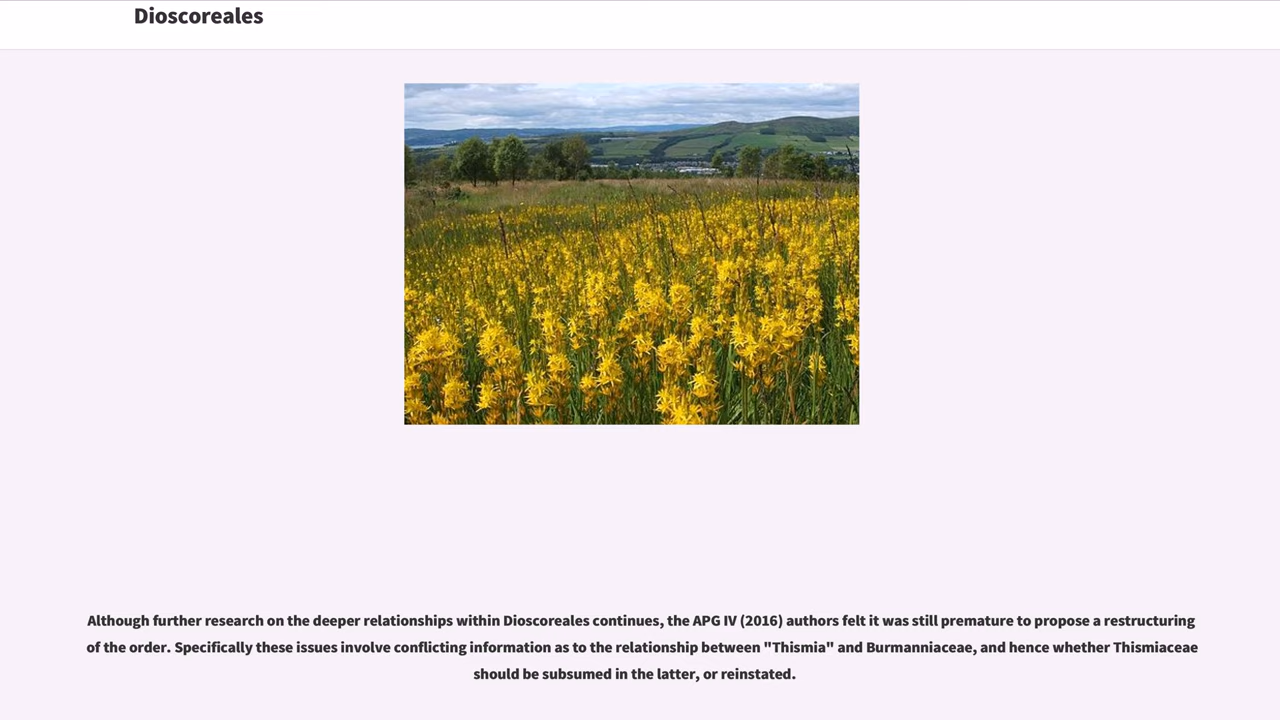 Dioscoreales
Although further research on the deeper relationships within Dioscoreales continues, the APG IV (2016) authors felt it was still premature to propose a restructuring
of the order. Specifically these issues involve conflicting information as to the relationship between "Thismia" and Burmanniaceae, and hence whether Thismiaceae
should be subsumed in the latter, or reinstated.